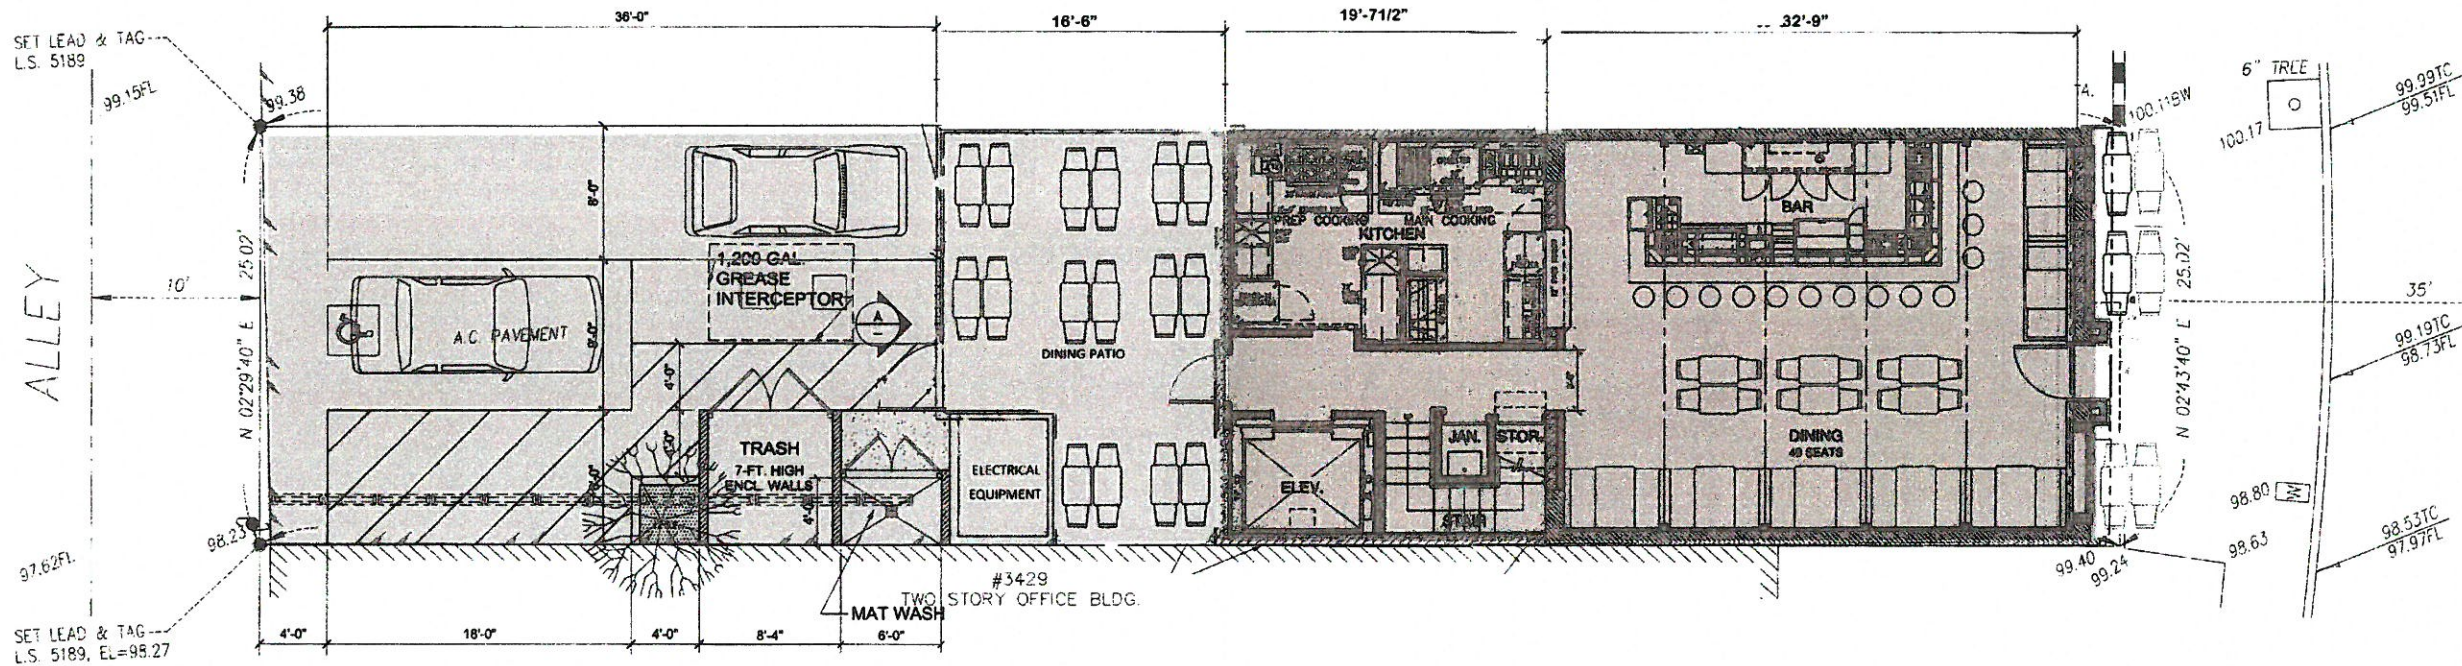 36'-0"
16'-6"
19'-71/2"
32'-9"
SET LEAD & TAG
L.S. 5189
99.15FL
99.38
6" TREE
99.99TC
99.51FL
100.11BW
100.17
8'-0"
PREP COOKING
MAIN COOKING
KITCHEN
BAR
1,200 GAL.
GREASE
INTERCEPTOR
A
ALLEY
10'
N 02°29'40" E 25.02'
A.C. PAVEMENT
9'-0"
DINING PATIO
35'
N 02°43'40" E 25.02'
99.19TC
98.73FL
4'-0"
TRASH
7-FT. HIGH
ENCL. WALLS
ELECTRICAL
EQUIPMENT
ELEV.
JAN.
STOR.
STAIR
DINING
49 SEATS
8'-0"
4'-0"
98.23
97.62FL
98.80
98.53TC
97.97FL
98.63
99.40
99.24
#3429
TWO STORY OFFICE BLDG.
MAT WASH
SET LEAD & TAG
L.S. 5189, EL=98.27
4'-0"
18'-0"
4'-0"
8'-4"
6'-0"